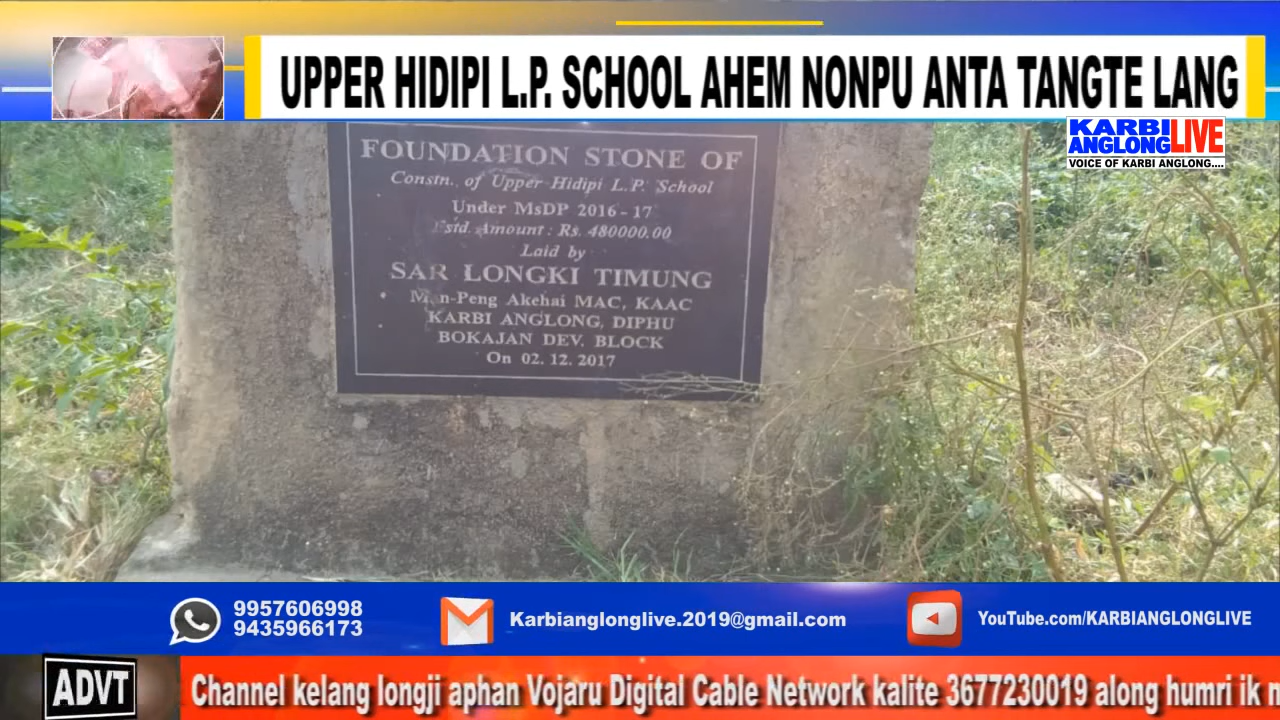 UPPER HIDIPI L.P. SCHOOL AHEM NONPU ANTA TANGTE LANG
KARBI ANGLONG LIVE
VOICE OF KARBI ANGLONG....
FOUNDATION STONE OF
Constn. of Upper Hidipi L.P. School
Under MsDP 2016-17
Estd. Amount : Rs. 480000.00
Laid by
SAR LONGKI TIMUNG
Akehai MAC, KAAC
KARBI ANGLONG, DIPHU
BOKAJAN DEV. BLOCK
On 02. 12. 2017
9957606998
9435966173
Karbianglonglive.2019@gmail.com
YouTube.com/KARBIANGLONGLIVE
ADVT
Channel kelang longji aphan Vojaru Digital Cable Network kalite 3677230019 along humri ik